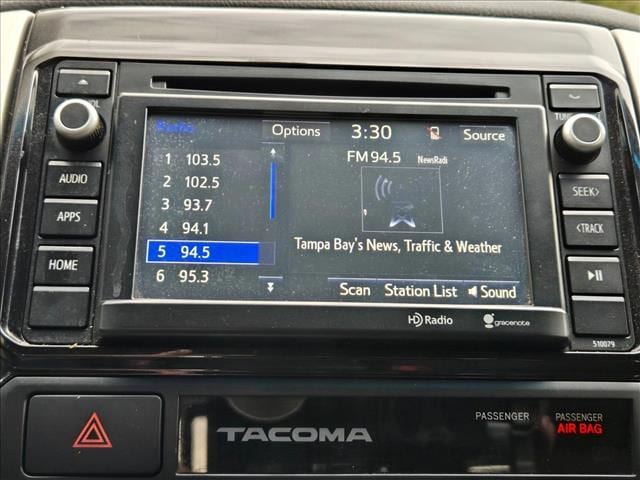 Radio Options 3:30 Source
FM 94.5 NewsRadi
1 103.5
2 102.5
3 93.7
4 94.1
5 94.5
6 95.3
Tampa Bay's News, Traffic & Weather
Scan Station List Sound
HD Radio gracenote
AUDIO
APPS
HOME
SEEK>
<TRACK
510079
TACOMA
PASSENGER
PASSENGER
AIR BAG